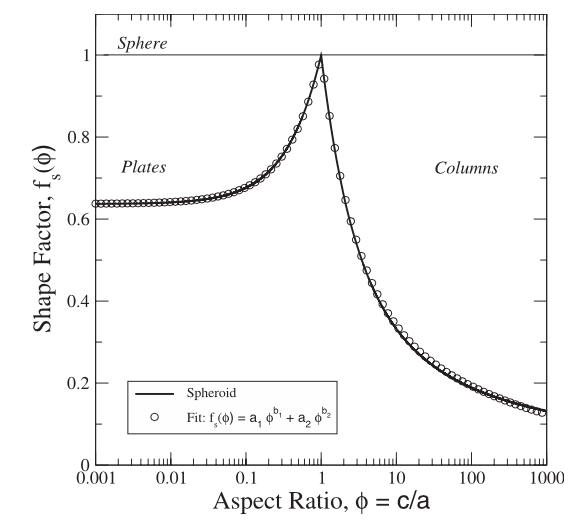 Sphere
Plates
Columns
Shape Factor, f_s(ϕ)
1
0.8
0.6
0.4
0.2
0
Spheroid
Fit: f_s(ϕ) = a_1 ϕ^b_1 + a_2 ϕ^b_2
0.001 0.01 0.1 1 10 100 1000
Aspect Ratio, ϕ = c/a